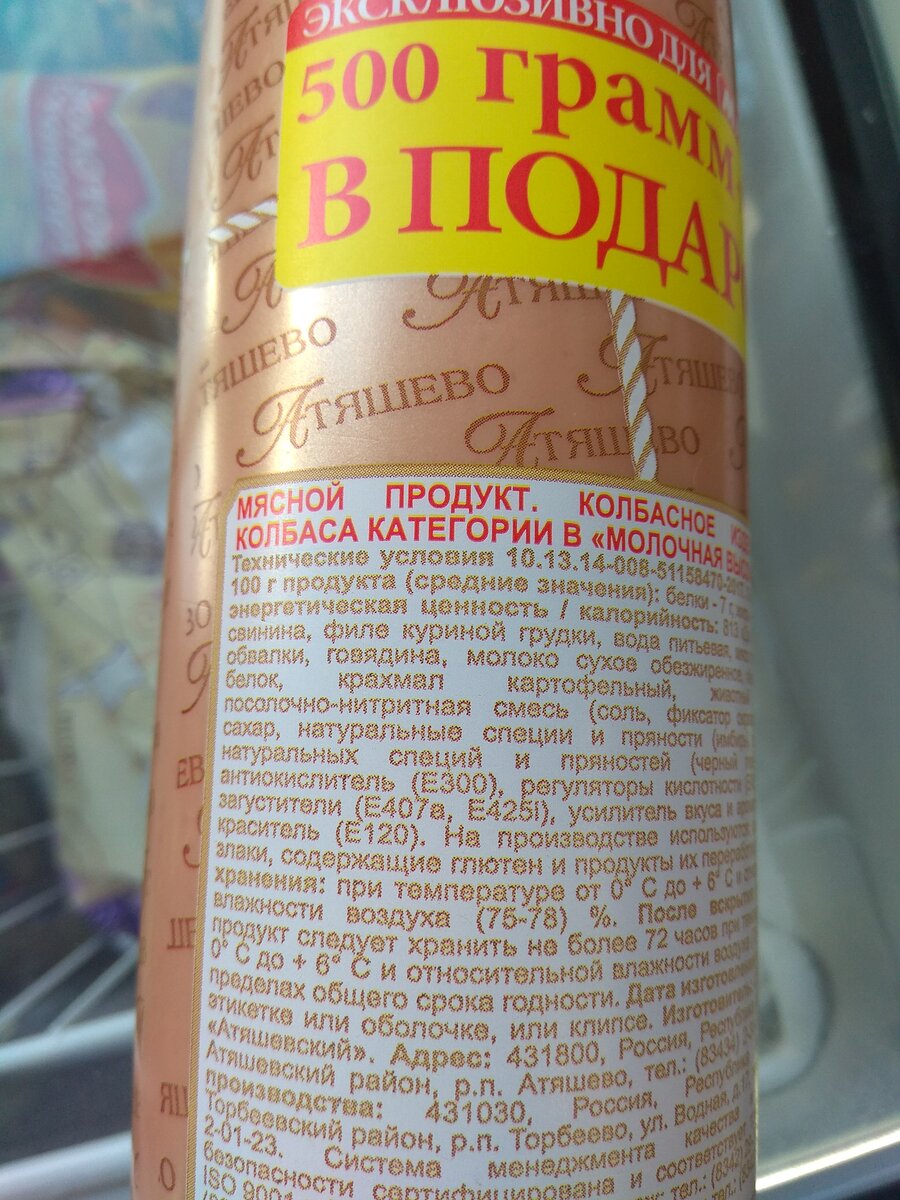 ЭКСКЛЮЗИВНО ДЛЯ
500 грамм
В ПОДАР
АТЯШЕВО
АТЯШЕВО
АТЯШЕВО
АТЯШЕВО
МЯСНОЙ ПРОДУКТ. КОЛБАСНОЕ
КОЛБАСА КАТЕГОРИИ В «МОЛОЧНАЯ
Технические условия 10.13.14-008-51158470-
100 г продукта (средние значения): белки - 7 г,
энергетическая ценность / калорийность: 813
свинина, филе куриной грудки, вода питьевая,
обвалки, говядина, молоко сухое обезжиренное,
белок, крахмал картофельный,
посолочно-нитритная смесь (соль, фиксатор
сахар, натуральные специи и пряности
натуральных специй и пряностей (черный
антиокислитель (Е300), регуляторы кислотности
загустители (Е407а, Е425i), усилитель вкуса и
краситель (Е120). На производстве
злаки, содержащие глютен и продукты их
хранения: при температуре от 0° С до + 6° С и
влажности воздуха (75-78) %. После
продукт следует хранить не более 72 часов при
0° С до + 6° С и относительной влажности воздуха
пределах общего срока годности. Дата
этикетке или оболочке, или клипсе.
«Атяшевский». Адрес: 431800, Россия,
Атяшевский район, р.п. Атяшево, тел.: (83434)
производства: 431030, Россия,
Торбеевский район, р.п. Торбеево, ул. Водная,
2-01-23. Система менеджмента качества
безопасности сертифицирована и
ISO 9001